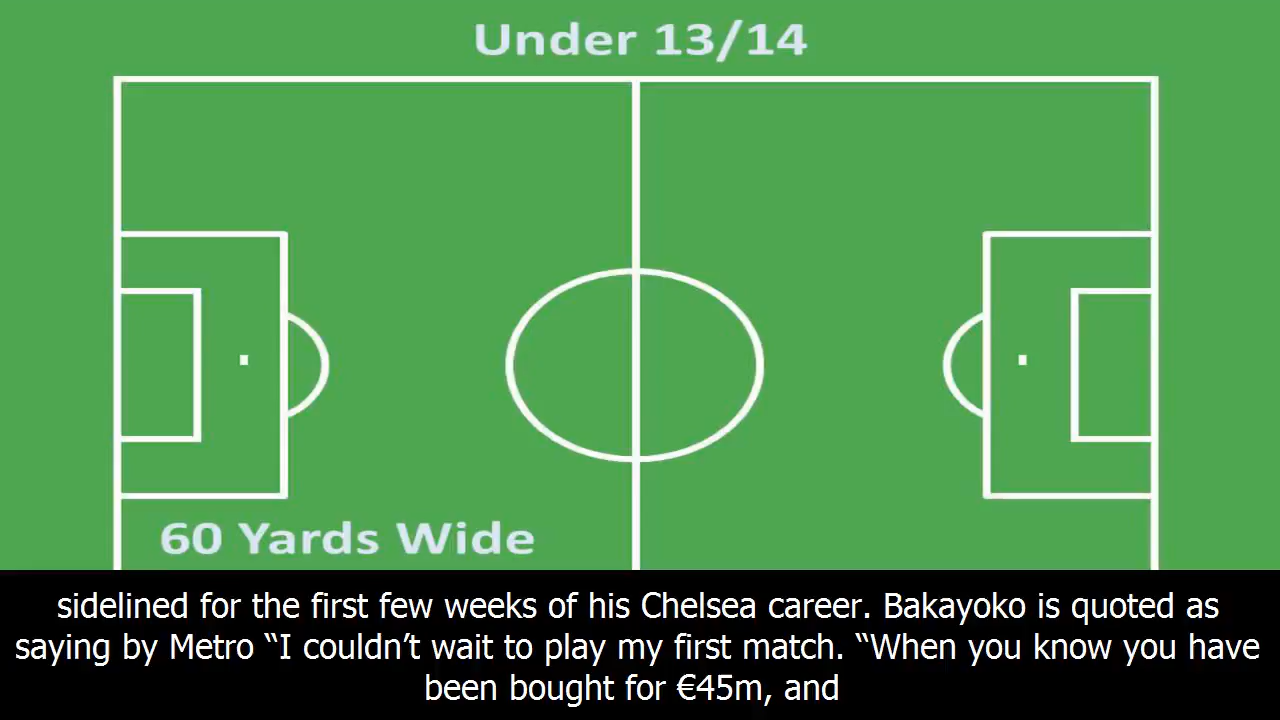 Under 13/14
60 Yards Wide
sidelined for the first few weeks of his Chelsea career. Bakayoko is quoted as
saying by Metro “I couldn’t wait to play my first match. “When you know you have
been bought for €45m, and